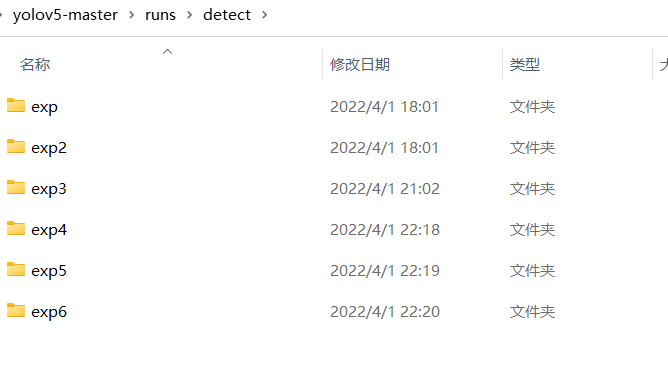 yolov5-master > runs > detect >
名称 修改日期 类型
exp 2022/4/1 18:01 文件夹
exp2 2022/4/1 18:01 文件夹
exp3 2022/4/1 21:02 文件夹
exp4 2022/4/1 22:18 文件夹
exp5 2022/4/1 22:19 文件夹
exp6 2022/4/1 22:20 文件夹